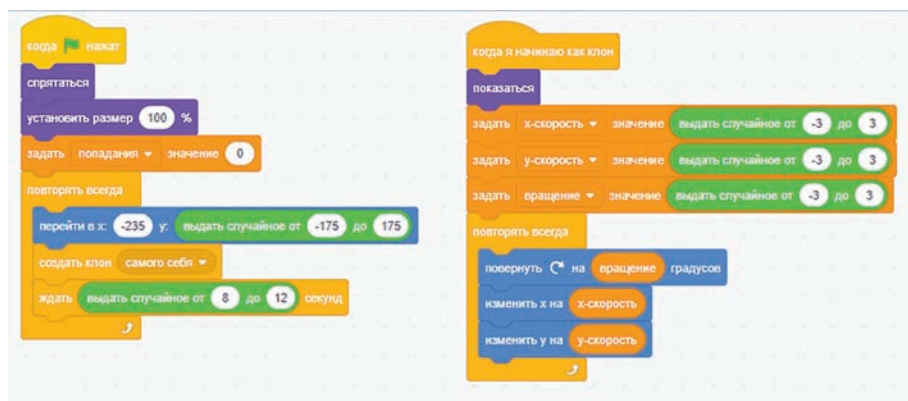 когда нажат
спрятаться
установить размер 100 %
задать попадания значение 0
повторять всегда
перейти в x: -235 y: выдать случайное от -175 до 175
создать клон самого себя
ждать выдать случайное от 8 до 12 секунд
когда я начинаю как клон
показаться
задать х-скорость значение выдать случайное от -3 до 3
задать у-скорость значение выдать случайное от -3 до 3
задать вращение значение выдать случайное от -3 до 3
повторять всегда
повернуть на вращение градусов
изменить х на х-скорость
изменить у на у-скорость